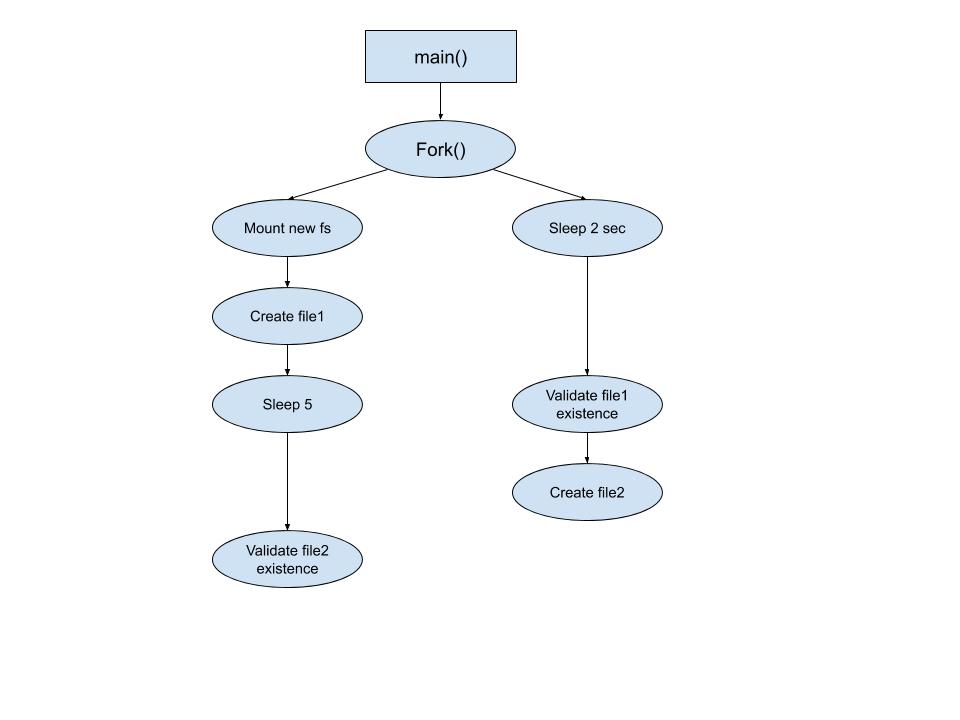 main()
Fork()
Mount new fs
Sleep 2 sec
Create file1
Sleep 5
Validate file1
existence
Create file2
Validate file2
existence